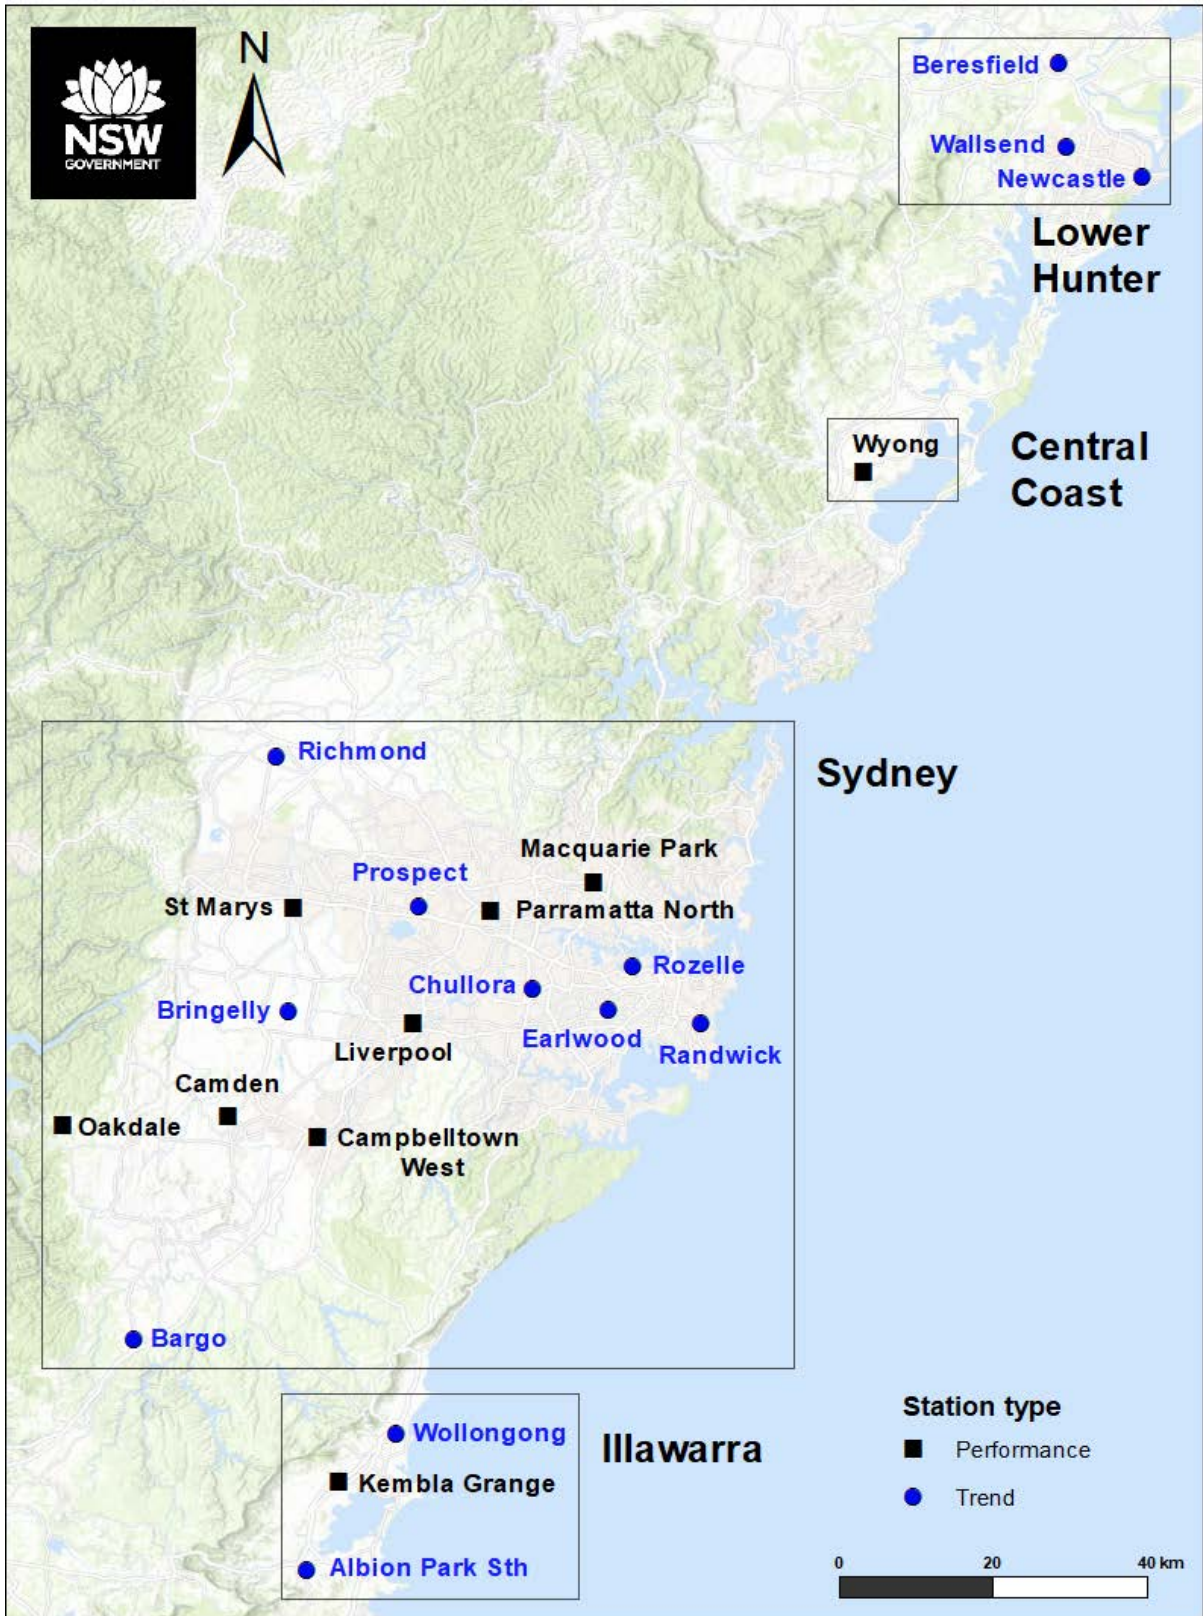 N
NSW
GOVERNMENT
Beresfield
Wallsend
Newcastle
Lower
Hunter
Wyong
Central
Coast
Richmond
Sydney
Macquarie Park
Prospect
St Marys
Parramatta North
Rozelle
Chullora
Bringelly
Earlwood
Liverpool
Randwick
Camden
Oakdale
Campbelltown
West
Bargo
Wollongong
Illawarra
Kembla Grange
Albion Park Sth
Station type
Performance
Trend
0 20 40 km